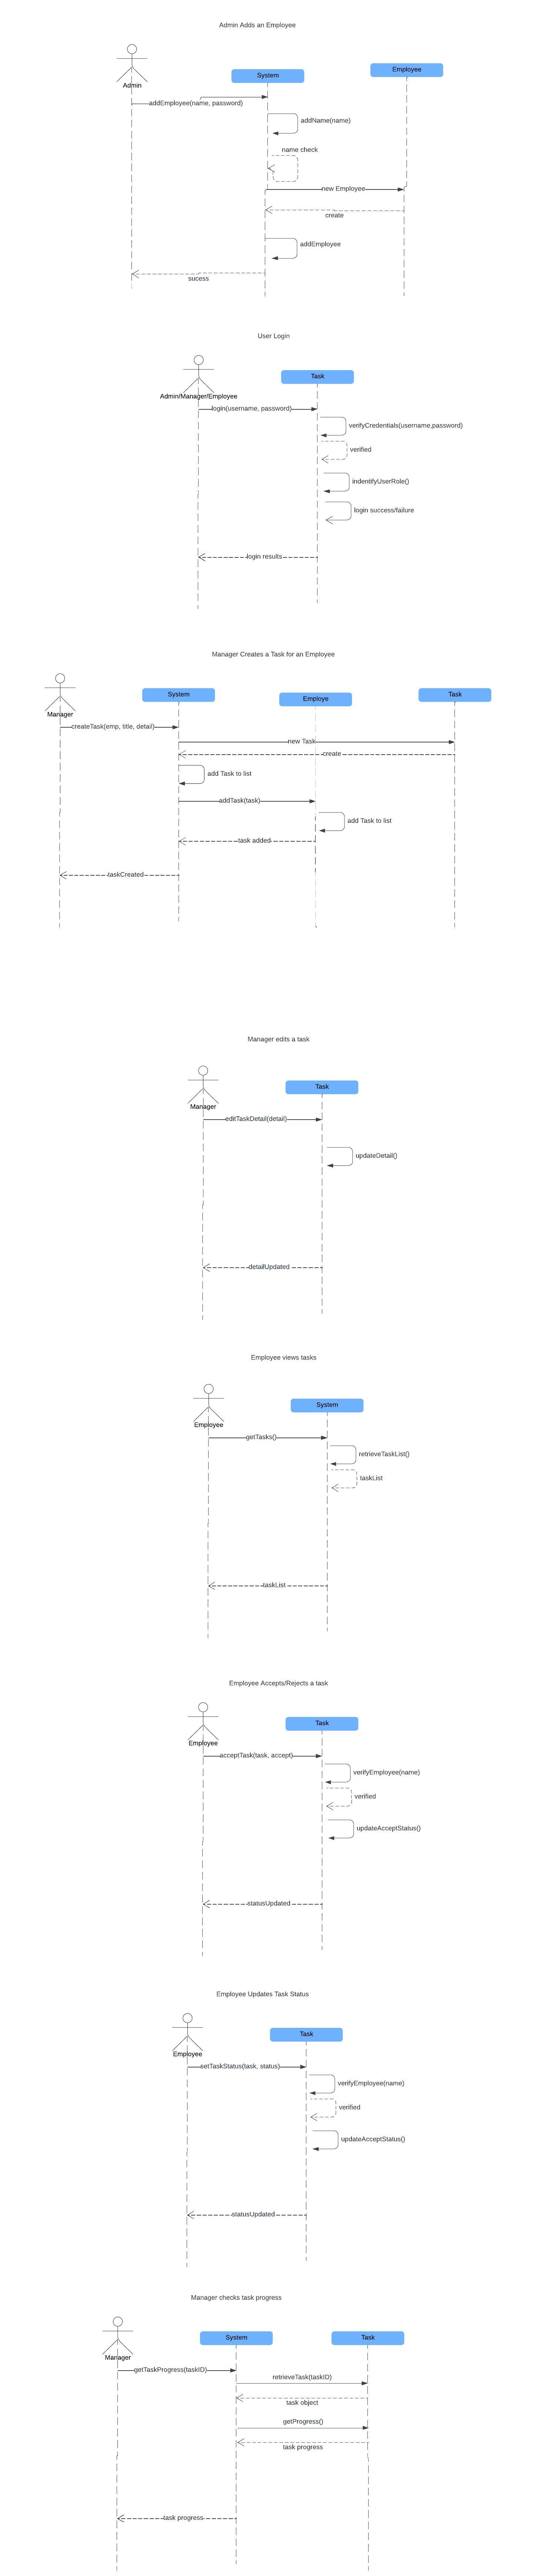 Admin Adds an Employee
Admin
System
Employee
addEmployee(name, password)
addName(name)
name check
new Employee
create
addEmployee
sucess
User Login
Admin/Manager/Employee
Task
login(username, password)
verifyCredentials(username,password)
verified
indentifyUserRole()
login success/failure
login results
Manager Creates a Task for an Employee
Manager
System
Employe
Task
createTask(emp, title, detail)
new Task
create
add Task to list
addTask(task)
add Task to list
task added
taskCreated
Manager edits a task
Manager
Task
editTaskDetail(detail)
updateDetail()
detailUpdated
Employee views tasks
Employee
System
getTasks()
retrieveTaskList()
taskList
taskList
Employee Accepts/Rejects a task
Employee
Task
acceptTask(task, accept)
verifyEmployee(name)
verified
updateAcceptStatus()
statusUpdated
Employee Updates Task Status
Employee
Task
setTaskStatus(task, status)
verifyEmployee(name)
verified
updateAcceptStatus()
statusUpdated
Manager checks task progress
Manager
System
Task
getTaskProgress(taskID)
retrieveTask(taskID)
task object
getProgress()
task progress
task progress